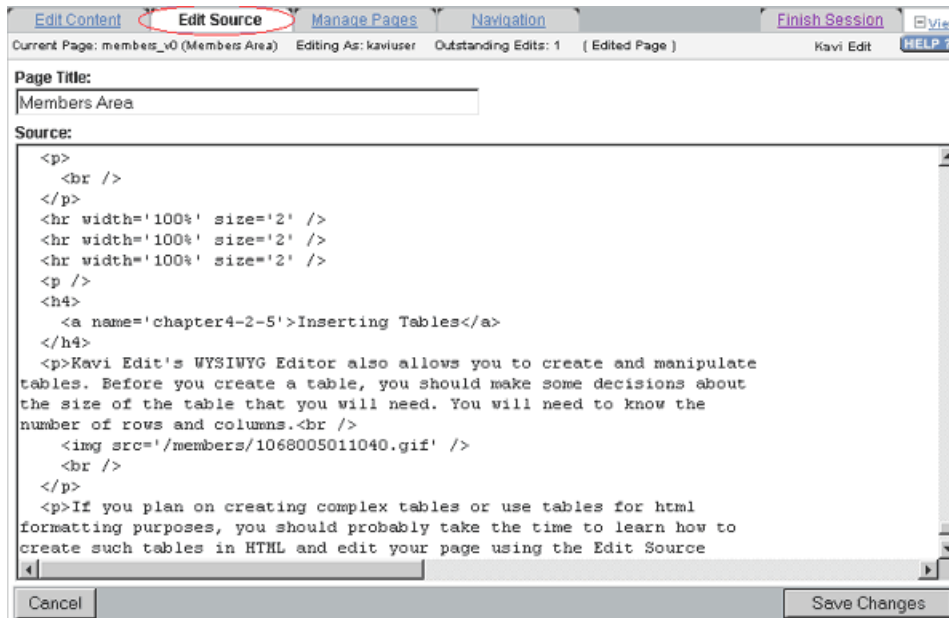 Edit Content Edit Source Manage Pages Navigation Finish Session Vie
Current Page: members_v0 (Members Area) Editing As: kaviuser Outstanding Edits: 1 ( Edited Page ) Kavi Edit HELP ?
Page Title:
Members Area
Source:
<p>
<br />
</p>
<hr width='100%' size='2' />
<hr width='100%' size='2' />
<hr width='100%' size='2' />
<p />
<h4>
<a name='chapter4-2-5'>Inserting Tables</a>
</h4>
<p>Kavi Edit's WYSIWYG Editor also allows you to create and manipulate
tables. Before you create a table, you should make some decisions about
the size of the table that you will need. You will need to know the
number of rows and columns.<br />
<img src='/members/1068005011040.gif' />
<br />
</p>
<p>If you plan on creating complex tables or use tables for html
formatting purposes, you should probably take the time to learn how to
create such tables in HTML and edit your page using the Edit Source
Cancel Save Changes